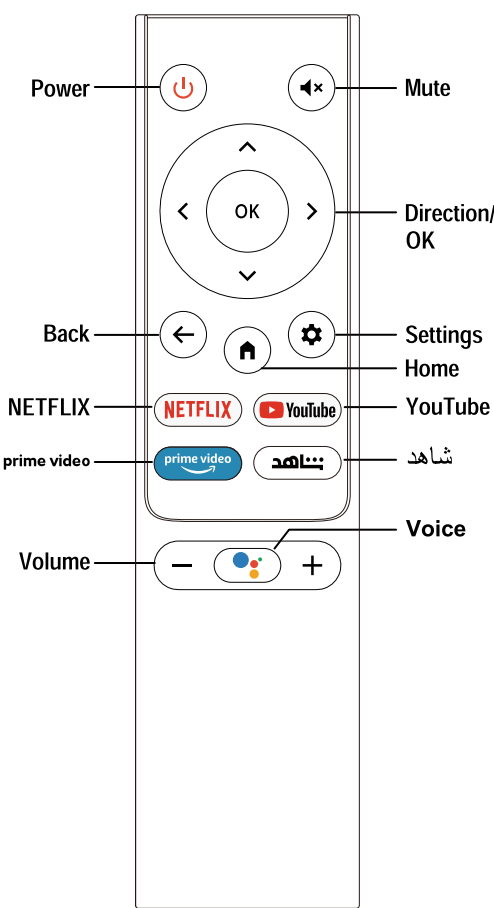 Power
Mute
OK
Direction/
OK
Back
Settings
Home
NETFLIX
NETFLIX
YouTube
YouTube
prime video
prime video
شاهد
شاهد
Voice
Volume